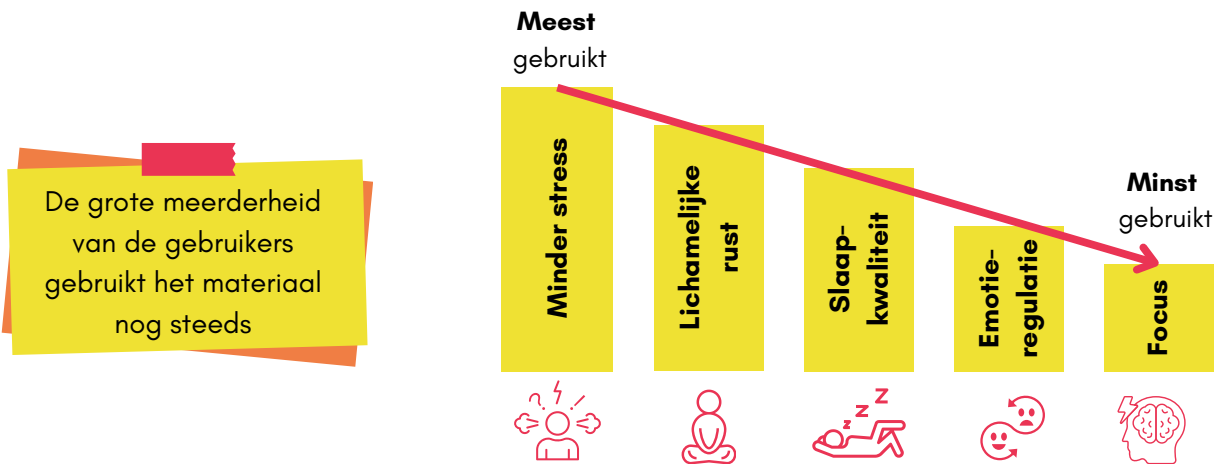 De grote meerderheid
van de gebruikers
gebruikt het materiaal
nog steeds
Meest
gebruikt
Minder stress
Lichamelijke
rust
Slaap-
kwaliteit
Emotie-
regulatie
Focus
Minst
gebruikt
z z Z
? !